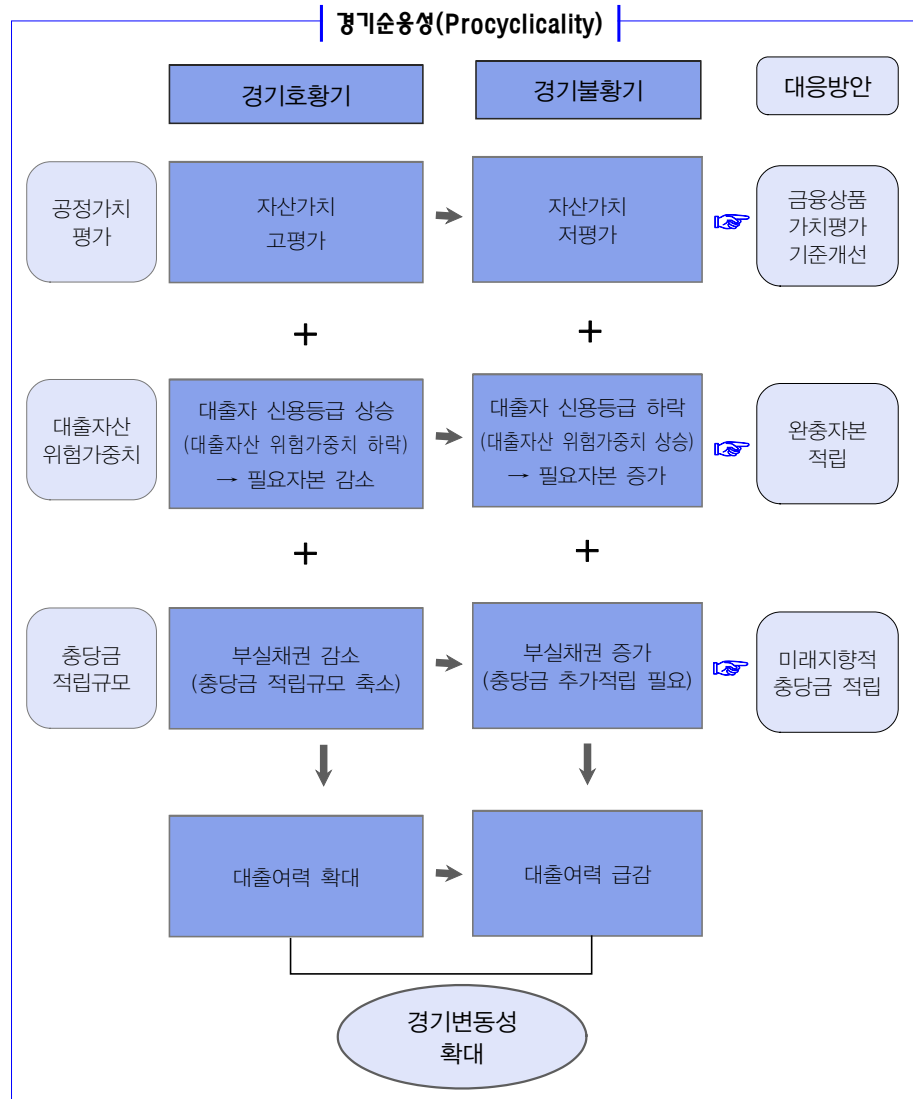 경기순응성(Procyclicality)
경기호황기
경기불황기
대응방안
공정가치
평가
자산가치
고평가
자산가치
저평가
금융상품
가치평가
기준개선
+
+
대출자산
위험가중치
대출자 신용등급 상승
(대출자산 위험가중치 하락)
→ 필요자본 감소
대출자 신용등급 하락
(대출자산 위험가중치 상승)
→ 필요자본 증가
완충자본
적립
+
+
충당금
적립규모
부실채권 감소
(충당금 적립규모 축소)
부실채권 증가
(충당금 추가적립 필요)
미래지향적
충당금 적립
대출여력 확대
대출여력 급감
경기변동성
확대